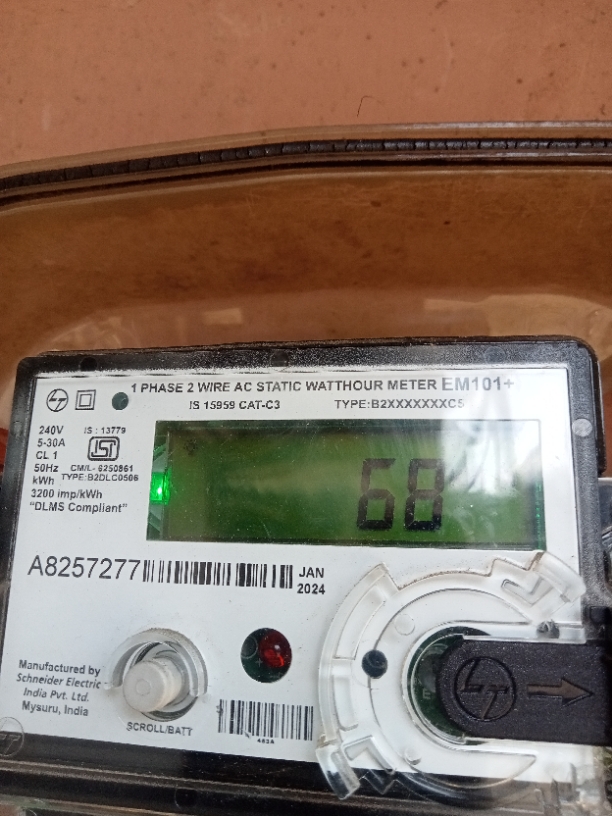 1 PHASE 2 WIRE AC STATIC WATTHOUR METER EM101+
IS 15959 CAT-C3 TYPE:B2XXXXXXXC5
240V
5-30A
CL 1
50Hz
kWh
3200 imp/kWh
"DLMS Compliant"
IS : 13779
ISI
CM/L- 6250861
TYPE:B2DLC0506
68
A8257277
JAN
2024
Manufactured by
Schneider Electric
India Pvt. Ltd.
Mysuru, India
SCROLL/BATT
LT